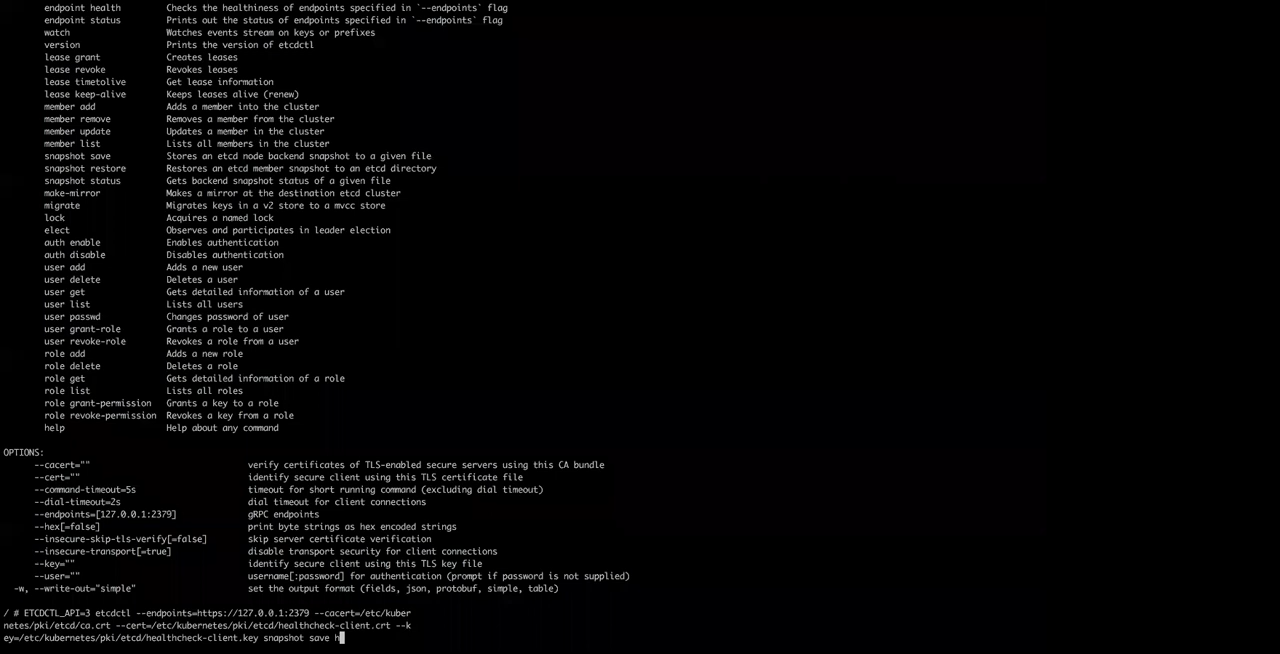 endpoint health Checks the healthiness of endpoints specified in `--endpoints` flag
endpoint status Prints out the status of endpoints specified in `--endpoints` flag
watch Watches events stream on keys or prefixes
version Prints the version of etcdctl
lease grant Creates leases
lease revoke Revokes leases
lease timetolive Get lease information
lease keep-alive Keeps leases alive (renew)
member add Adds a member into the cluster
member remove Removes a member from the cluster
member update Updates a member in the cluster
member list Lists all members in the cluster
snapshot save Stores an etcd node backend snapshot to a given file
snapshot restore Restores an etcd member snapshot to an etcd directory
snapshot status Gets backend snapshot status of a given file
make-mirror Makes a mirror at the destination etcd cluster
migrate Migrates keys in a v2 store to a mvcc store
lock Acquires a named lock
elect Observes and participates in leader election
auth enable Enables authentication
auth disable Disables authentication
user add Adds a new user
user delete Deletes a user
user get Gets detailed information of a user
user list Lists all users
user passwd Changes password of user
user grant-role Grants a role to a user
user revoke-role Revokes a role from a user
role add Adds a new role
role delete Deletes a role
role get Gets detailed information of a role
role list Lists all roles
role grant-permission Grants a key to a role
role revoke-permission Revokes a key from a role
help Help about any command
OPTIONS:
--cacert="" verify certificates of TLS-enabled secure servers using this CA bundle
--cert="" identify secure client using this TLS certificate file
--command-timeout=5s timeout for short running command (excluding dial timeout)
--dial-timeout=2s dial timeout for client connections
--endpoints=[127.0.0.1:2379] gRPC endpoints
--hex[=false] print byte strings as hex encoded strings
--insecure-skip-tls-verify[=false] skip server certificate verification
--insecure-transport[=true] disable transport security for client connections
--key="" identify secure client using this TLS key file
--user="" username[:password] for authentication (prompt if password is not supplied)
-w, --write-out="simple" set the output format (fields, json, protobuf, simple, table)
/ # ETCDCTL_API=3 etcdctl --endpoints=https://127.0.0.1:2379 --cacert=/etc/kuber
netes/pki/etcd/ca.crt --cert=/etc/kubernetes/pki/etcd/healthcheck-client.crt --k
ey=/etc/kubernetes/pki/etcd/healthcheck-client.key snapshot save h